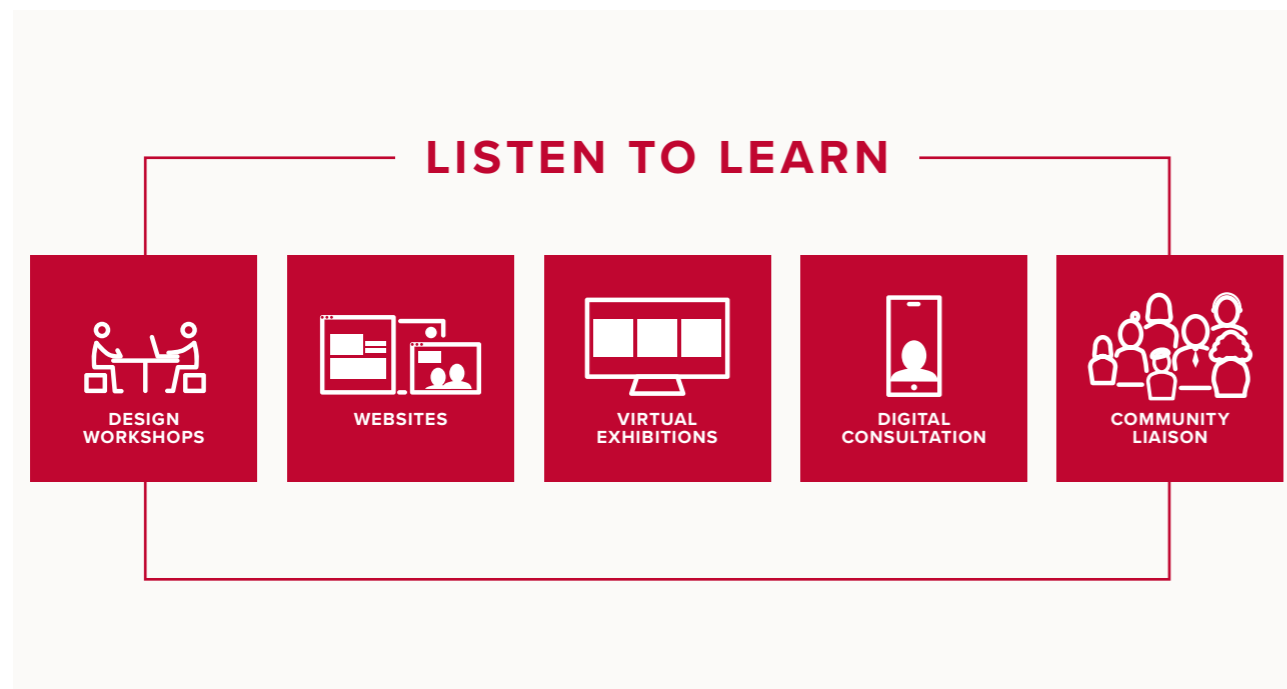 LISTEN TO LEARN
DESIGN
WORKSHOPS
WEBSITES
VIRTUAL
EXHIBITIONS
DIGITAL
CONSULTATION
COMMUNITY
LIAISON